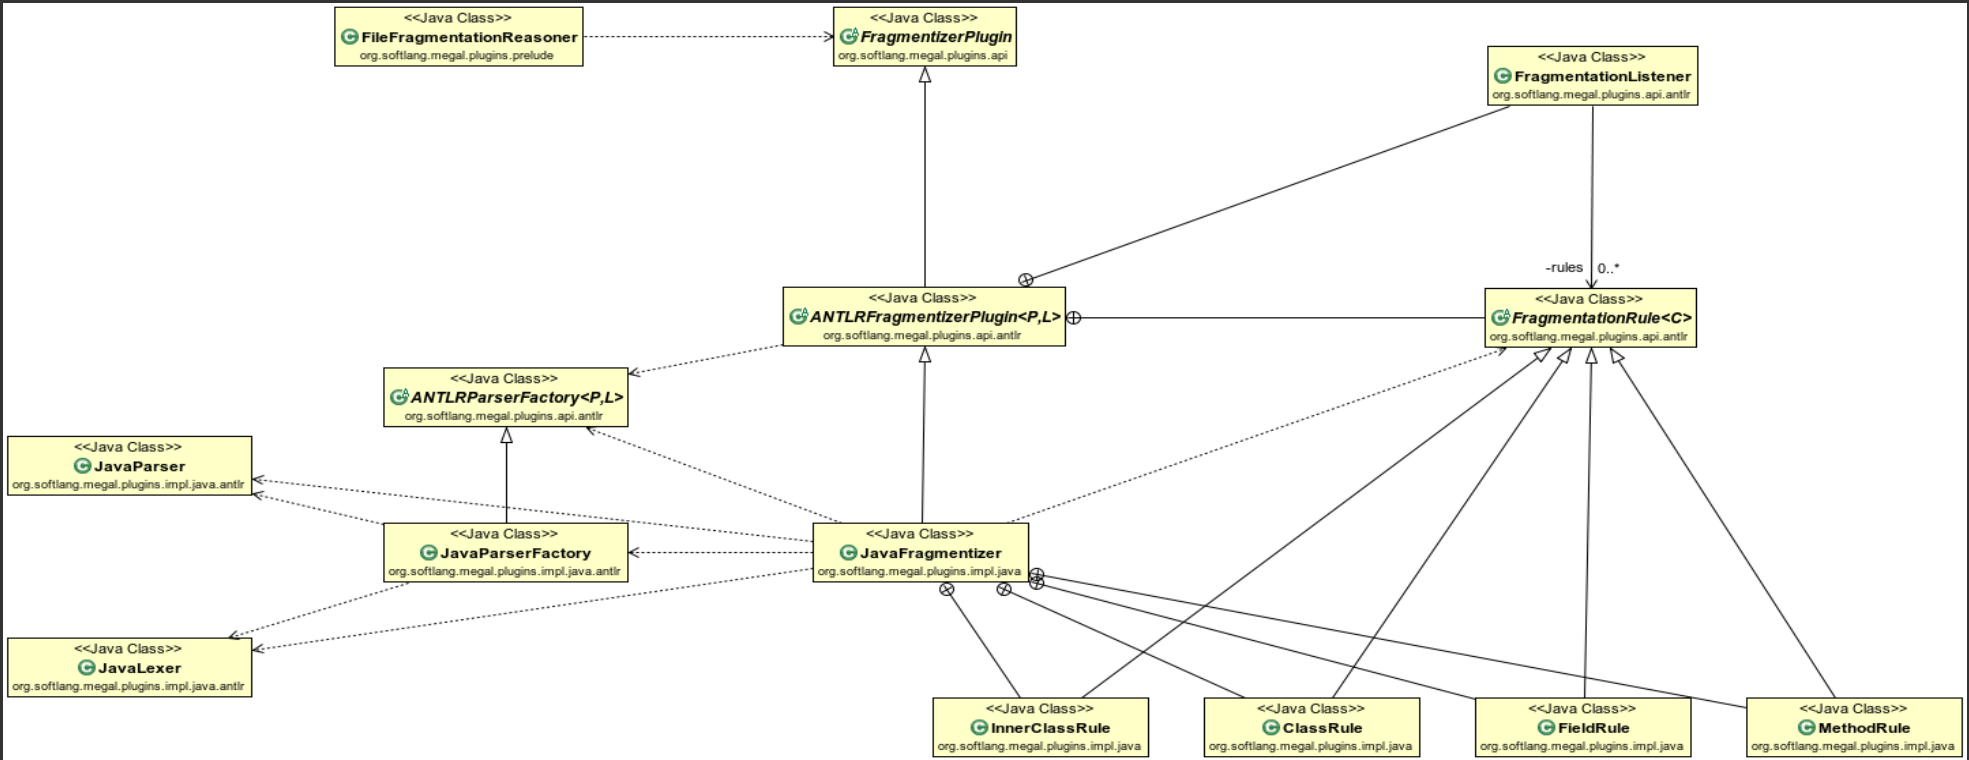 <<Java Class>>
FileFragmentationReasoner
org.softlang.megal.plugins.prelude
<<Java Class>>
FragmentizerPlugin
org.softlang.megal.plugins.api
<<Java Class>>
FragmentationListener
org.softlang.megal.plugins.api.antlr
-rules 0..*
<<Java Class>>
ANTLRFragmentizerPlugin<P,L>
org.softlang.megal.plugins.api.antlr
<<Java Class>>
FragmentationRule<C>
org.softlang.megal.plugins.api.antlr
<<Java Class>>
ANTLRParserFactory<P,L>
org.softlang.megal.plugins.api.antlr
<<Java Class>>
JavaParser
org.softlang.megal.plugins.impl.java.antlr
<<Java Class>>
JavaParserFactory
org.softlang.megal.plugins.impl.java.antlr
<<Java Class>>
JavaFragmentizer
org.softlang.megal.plugins.impl.java
<<Java Class>>
JavaLexer
org.softlang.megal.plugins.impl.java.antlr
<<Java Class>>
InnerClassRule
org.softlang.megal.plugins.impl.java
<<Java Class>>
ClassRule
org.softlang.megal.plugins.impl.java
<<Java Class>>
FieldRule
org.softlang.megal.plugins.impl.java
<<Java Class>>
MethodRule
org.softlang.megal.plugins.impl.java